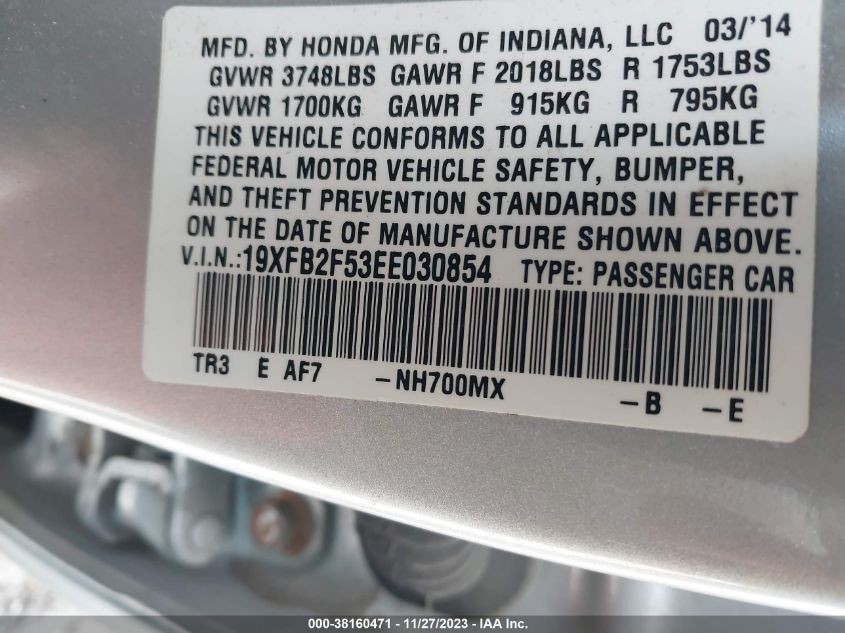 MFD. BY HONDA MFG. OF INDIANA, LLC 03/'14
GVWR 3748LBS GAWR F 2018LBS R 1753LBS
GVWR 1700KG GAWR F 915KG R 795KG
THIS VEHICLE CONFORMS TO ALL APPLICABLE
FEDERAL MOTOR VEHICLE SAFETY, BUMPER,
AND THEFT PREVENTION STANDARDS IN EFFECT
ON THE DATE OF MANUFACTURE SHOWN ABOVE.
V.I.N.:19XFB2F53EE030854 TYPE: PASSENGER CAR
TR3 E AF7 -NH700MX -B -E
000-38160471 - 11/27/2023 - IAA Inc.